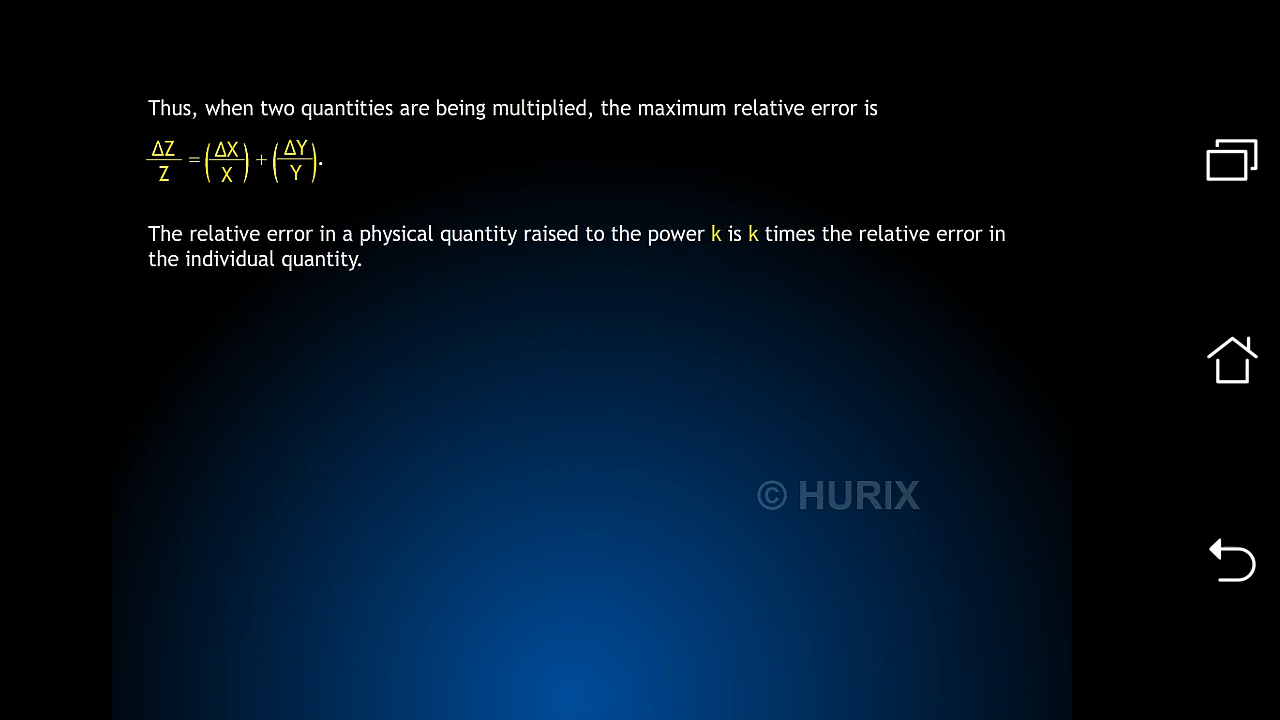 Thus, when two quantities are being multiplied, the maximum relative error is
ΔZ/Z = (ΔX/X) + (ΔY/Y).
The relative error in a physical quantity raised to the power k is k times the relative error in
the individual quantity.
© HURIX